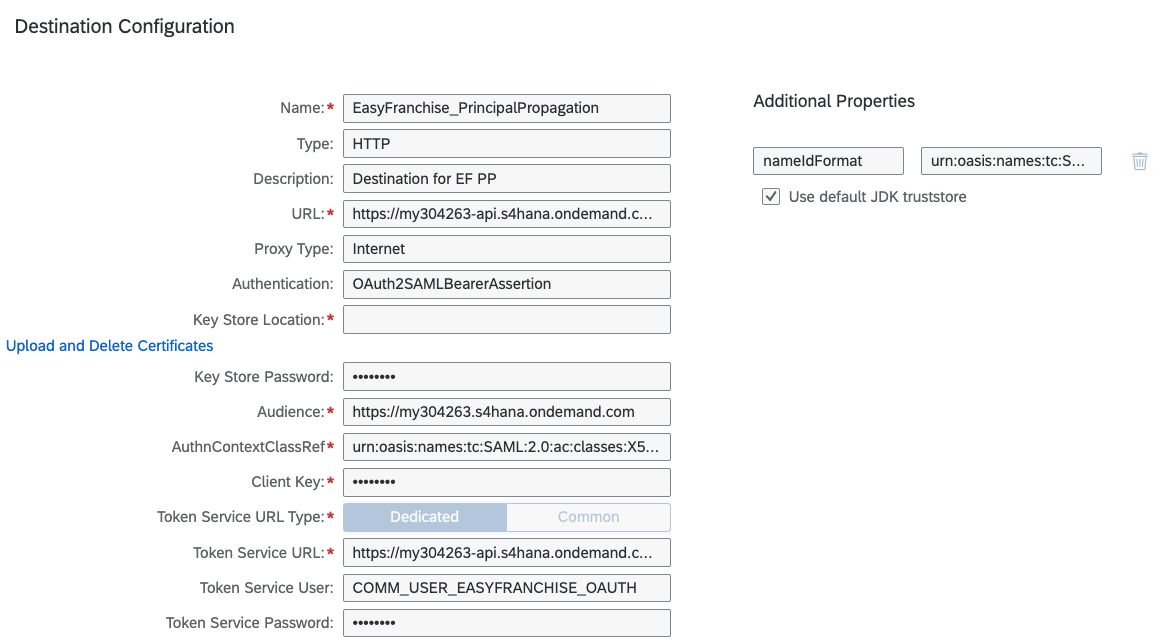 Destination Configuration
Name:* EasyFranchise_PrincipalPropagation
Type: HTTP
Description: Destination for EF PP
URL:* https://my304263-api.s4hana.ondemand.c...
Proxy Type: Internet
Authentication: OAuth2SAMLBearerAssertion
Key Store Location:*
Upload and Delete Certificates
Key Store Password: ••••••••
Audience:* https://my304263.s4hana.ondemand.com
AuthnContextClassRef* urn:oasis:names:tc:SAML:2.0:ac:classes:X5...
Client Key:* ••••••••
Token Service URL Type:* Dedicated Common
Token Service URL:* https://my304263-api.s4hana.ondemand.c...
Token Service User: COMM_USER_EASYFRANCHISE_OAUTH
Token Service Password: ••••••••
Additional Properties
nameIdFormat urn:oasis:names:tc:S...
Use default JDK truststore